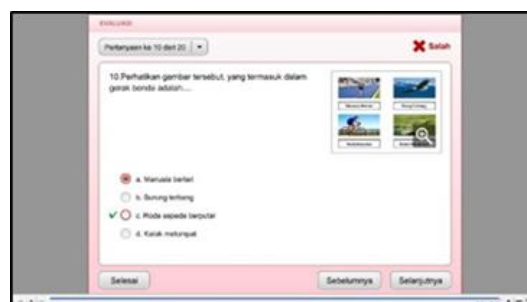 EVALUASI
Pertanyaan ke 10 dari 20
Salah
10.Perhatikan gambar tersebut, yang termasuk dalam
gerak benda adalah....
a. Manusia berlari
b. Burung terbang
c. Roda sepeda berputar
d. Katak melompat
Selesai
Sebelumnya
Selanjutnya